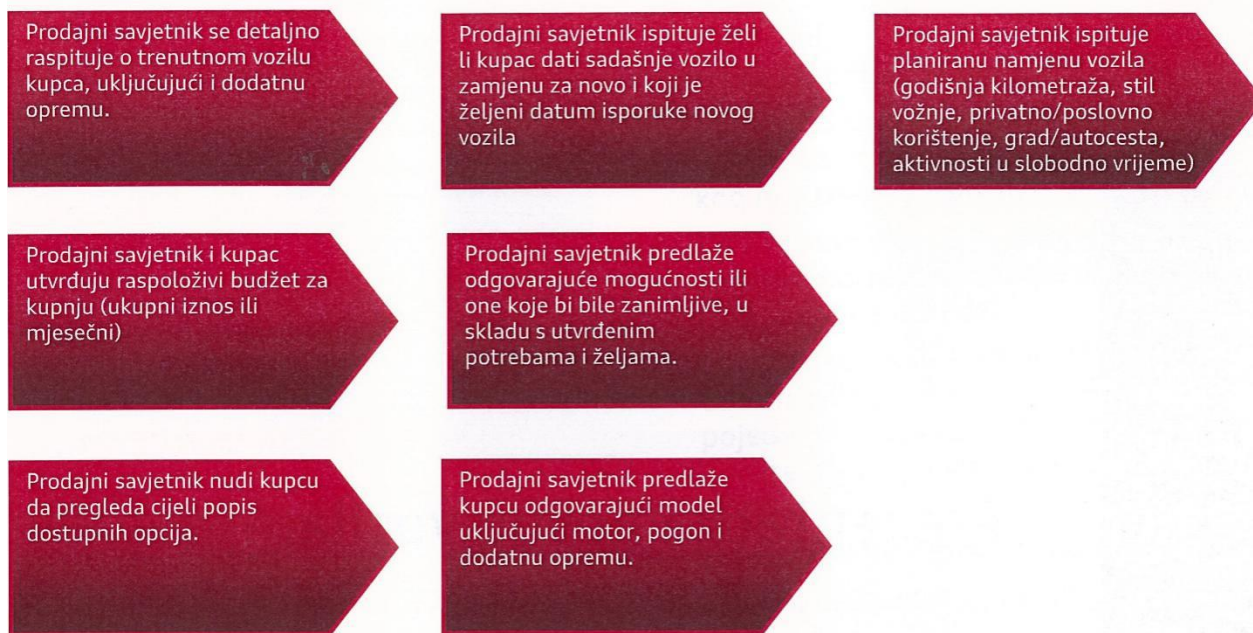 Prodajni savjetnik se detaljno
raspituje o trenutnom vozilu
kupca, uključujući i dodatnu
opremu.
Prodajni savjetnik ispituje želi
li kupac dati sadašnje vozilo u
zamjenu za novo i koji je
željeni datum isporuke novog
vozila
Prodajni savjetnik ispituje
planiranu namjenu vozila
(godišnja kilometraža, stil
vožnje, privatno/poslovno
korištenje, grad/autocesta,
aktivnosti u slobodno vrijeme)
Prodajni savjetnik i kupac
utvrđuju raspoloživi budžet za
kupnju (ukupni iznos ili
mjesečni)
Prodajni savjetnik predlaže
odgovarajuće mogućnosti ili
one koje bi bile zanimljive, u
skladu s utvrđenim
potrebama i željama.
Prodajni savjetnik nudi kupcu
da pregleda cijeli popis
dostupnih opcija.
Prodajni savjetnik predlaže
kupcu odgovarajući model
uključujući motor, pogon i
dodatnu opremu.